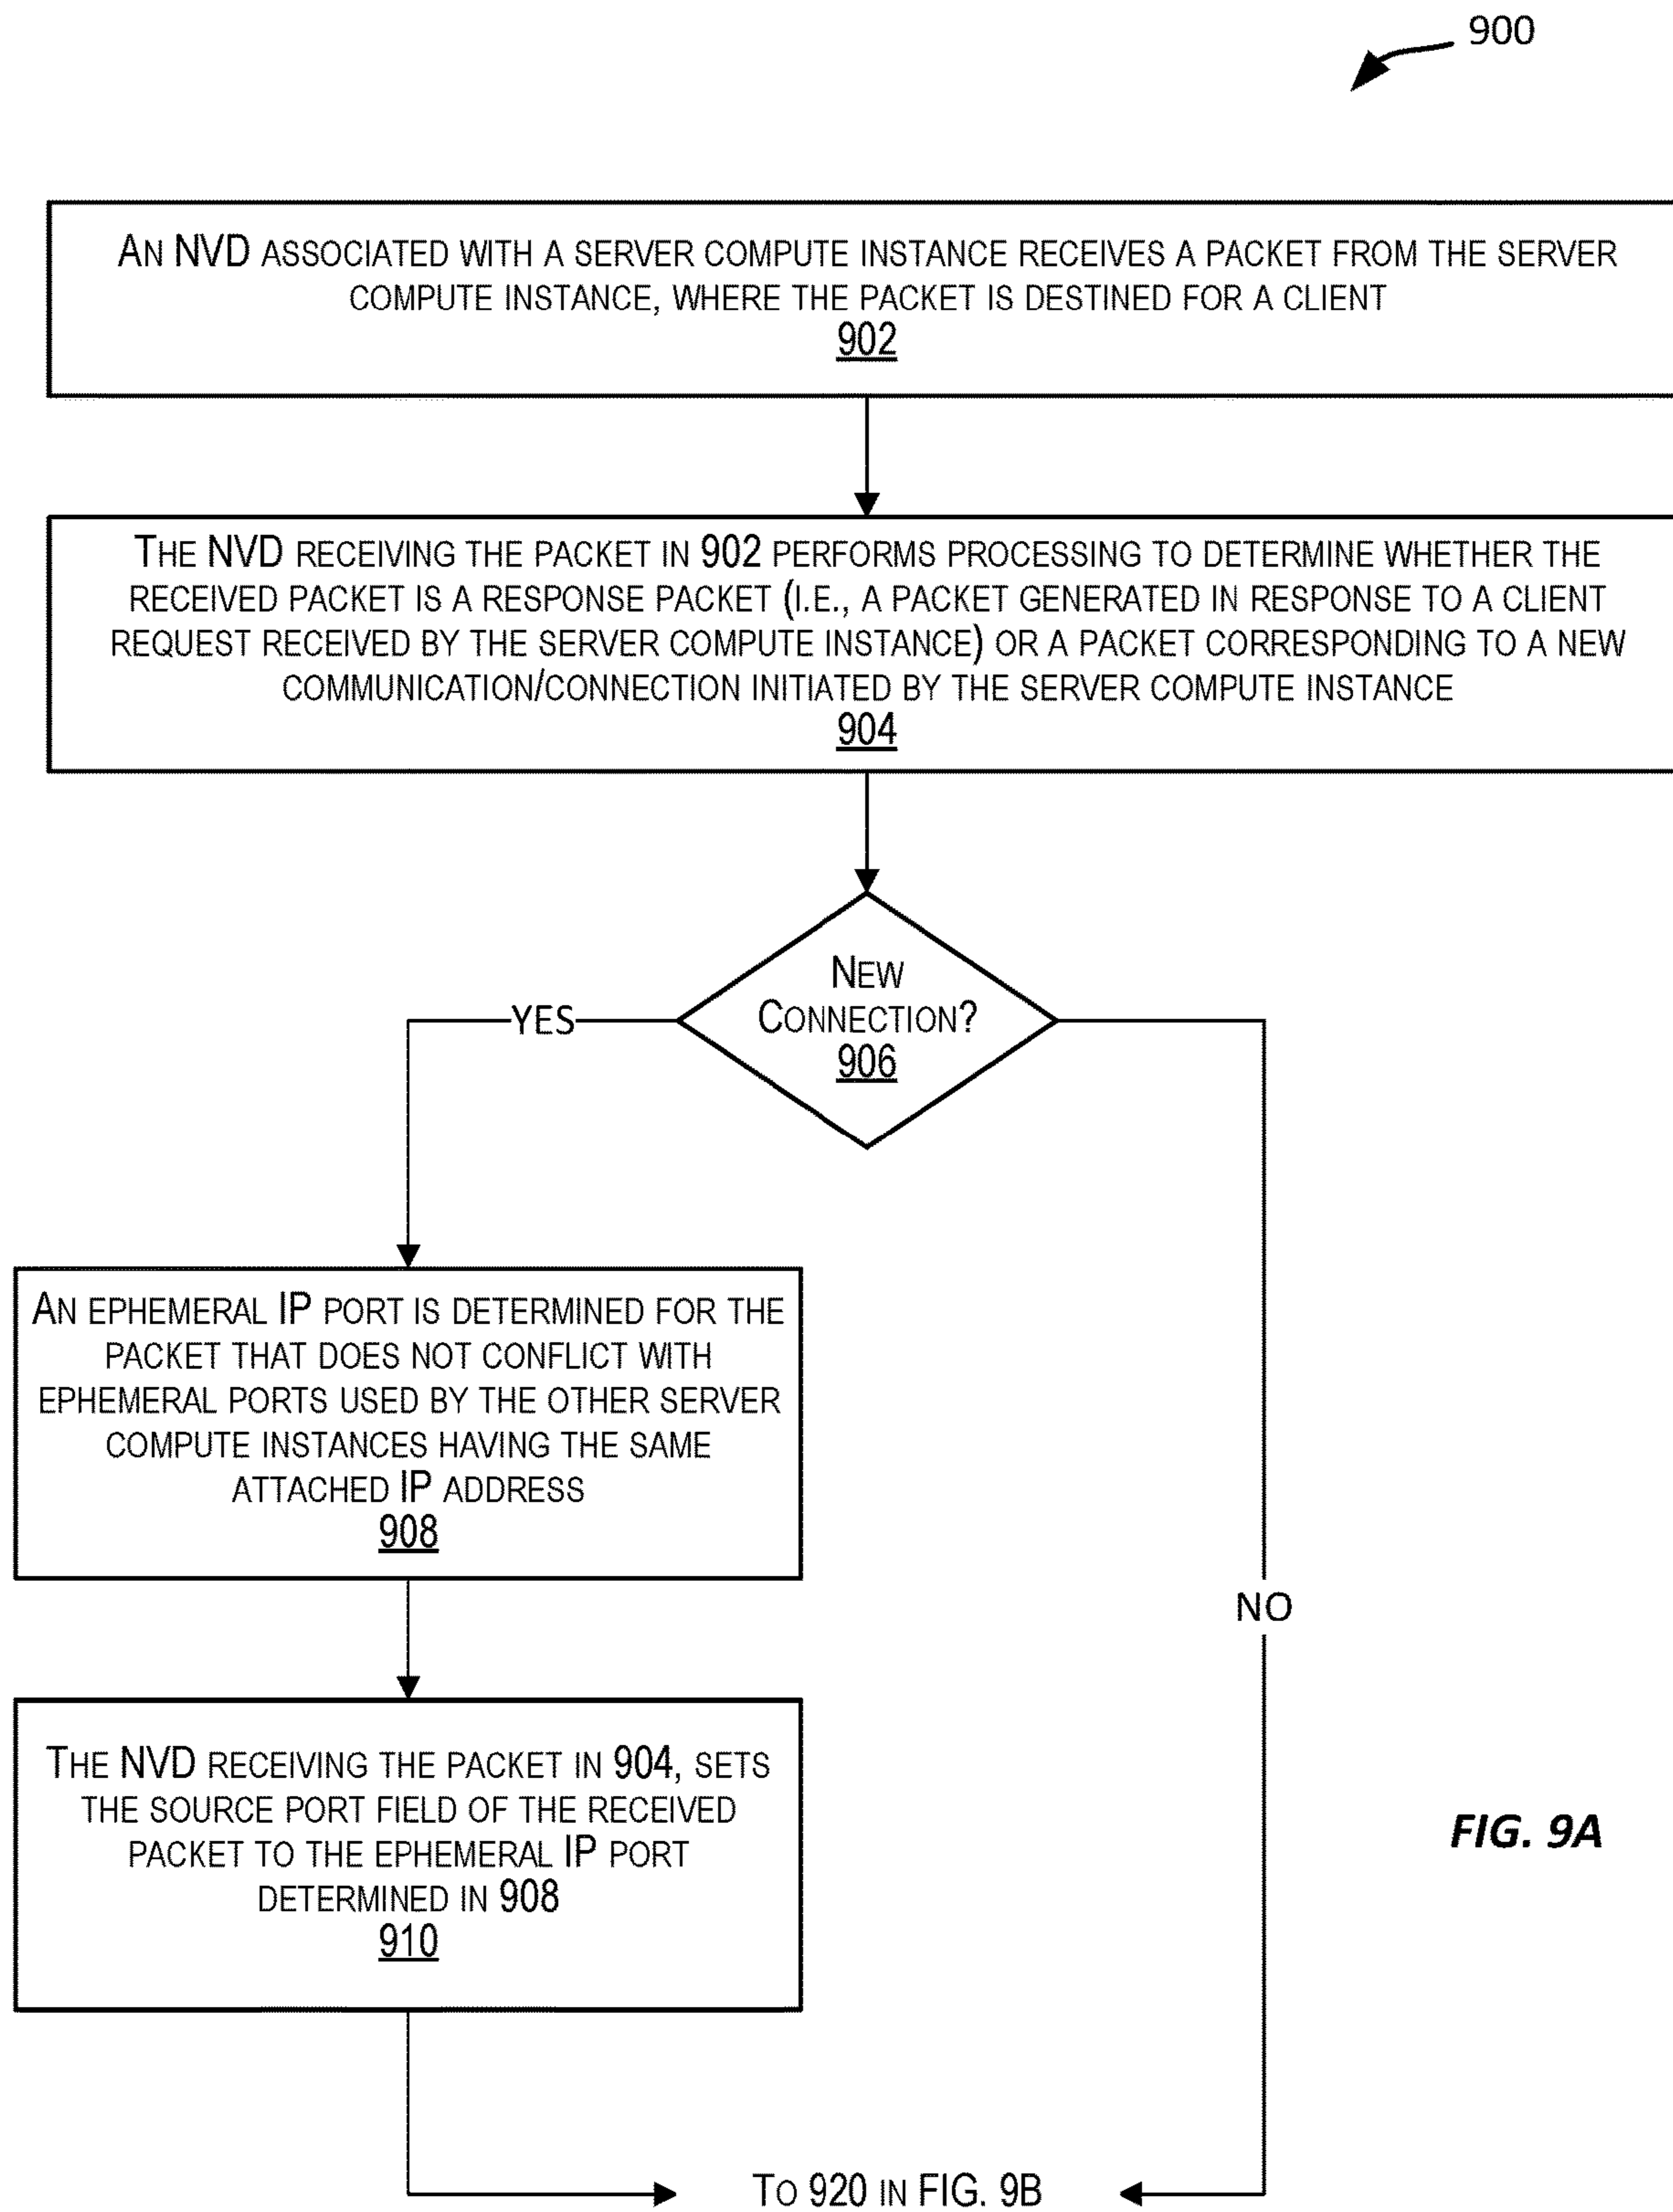 900
AN NVD ASSOCIATED WITH A SERVER COMPUTE INSTANCE RECEIVES A PACKET FROM THE SERVER
COMPUTE INSTANCE, WHERE THE PACKET IS DESTINED FOR A CLIENT
902
THE NVD RECEIVING THE PACKET IN 902 PERFORMS PROCESSING TO DETERMINE WHETHER THE
RECEIVED PACKET IS A RESPONSE PACKET (I.E., A PACKET GENERATED IN RESPONSE TO A CLIENT
REQUEST RECEIVED BY THE SERVER COMPUTE INSTANCE) OR A PACKET CORRESPONDING TO A NEW
COMMUNICATION/CONNECTION INITIATED BY THE SERVER COMPUTE INSTANCE
904
NEW
CONNECTION?
906
YES
AN EPHEMERAL IP PORT IS DETERMINED FOR THE
PACKET THAT DOES NOT CONFLICT WITH
EPHEMERAL PORTS USED BY THE OTHER SERVER
COMPUTE INSTANCES HAVING THE SAME
ATTACHED IP ADDRESS
908
NO
THE NVD RECEIVING THE PACKET IN 904, SETS
THE SOURCE PORT FIELD OF THE RECEIVED
PACKET TO THE EPHEMERAL IP PORT
DETERMINED IN 908
910
FIG. 9A
TO 920 IN FIG. 9B